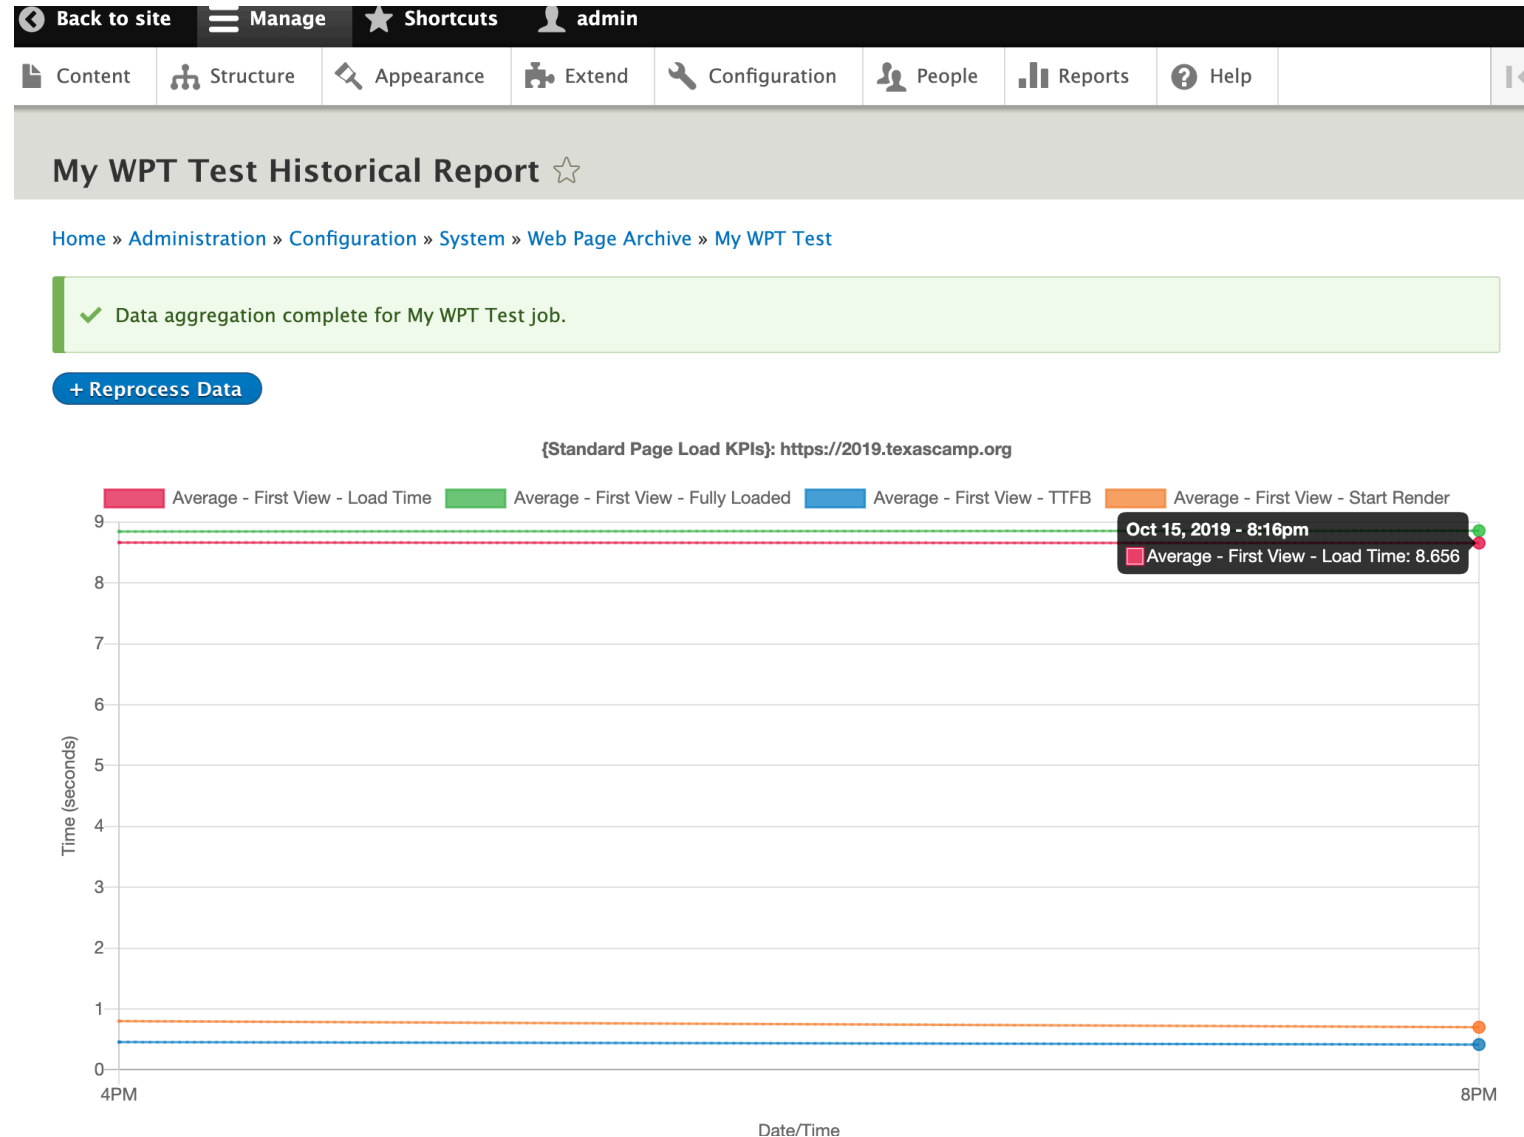 Back to site Manage Shortcuts admin
Content Structure Appearance Extend Configuration People Reports Help
My WPT Test Historical Report
Home » Administration » Configuration » System » Web Page Archive » My WPT Test
Data aggregation complete for My WPT Test job.
+ Reprocess Data
{Standard Page Load KPIs}: https://2019.texascamp.org
Average - First View - Load Time Average - First View - Fully Loaded Average - First View - TTFB Average - First View - Start Render
9
Oct 15, 2019 - 8:16pm
Average - First View - Load Time: 8.656
8
7
6
5
Time (seconds)
4
3
2
1
0
4PM 8PM
Date/Time